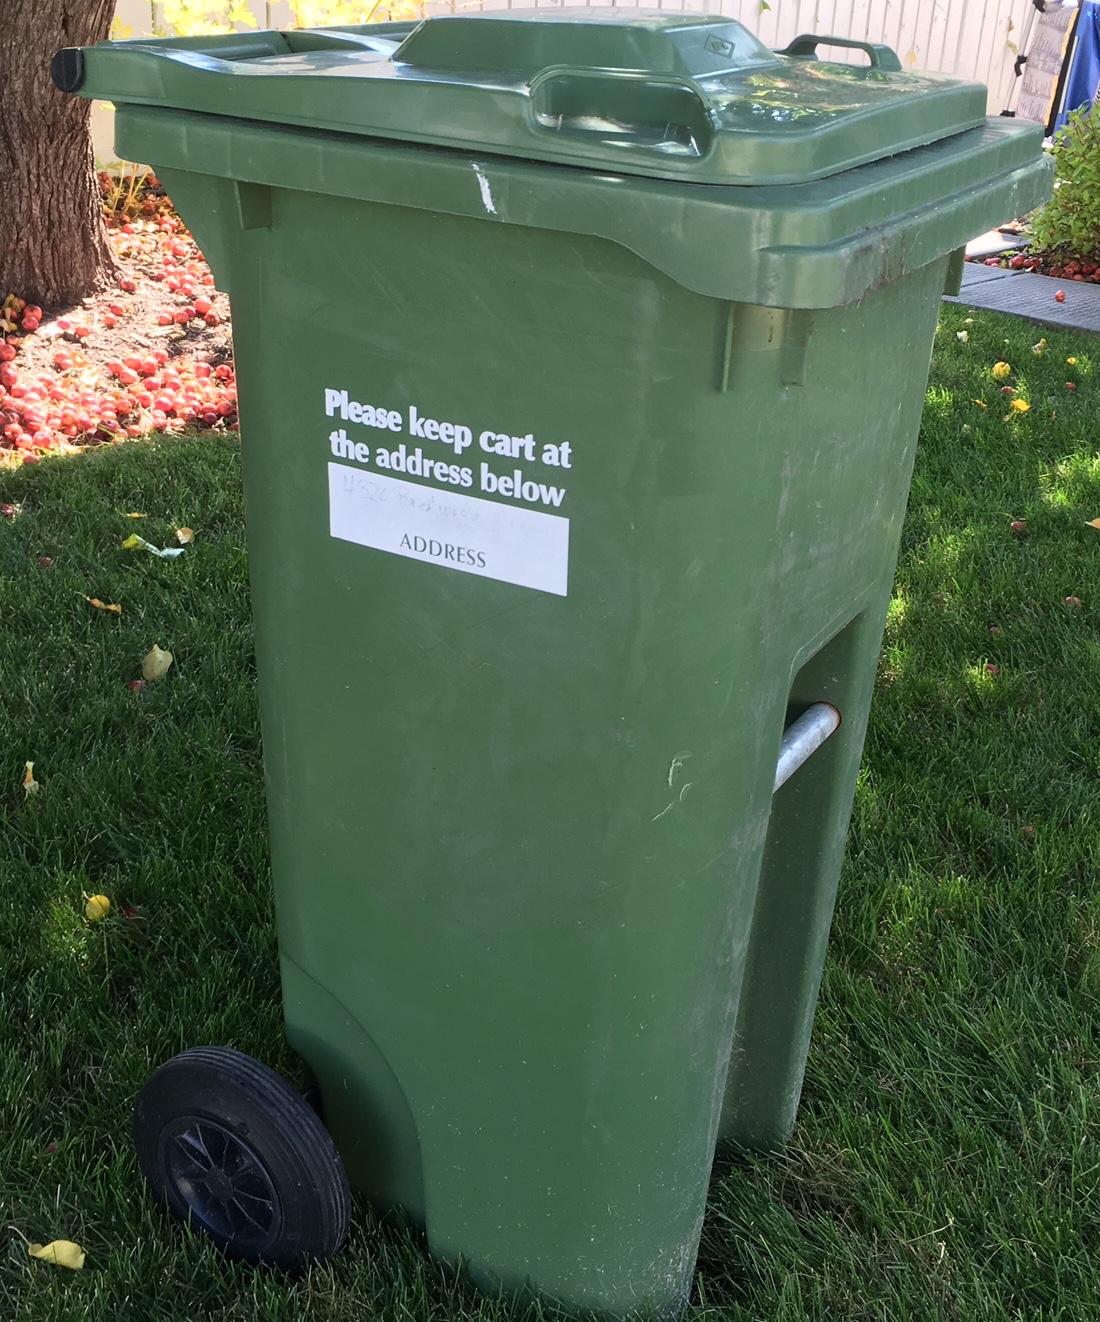 Please keep cart at
the address below
ADDRESS